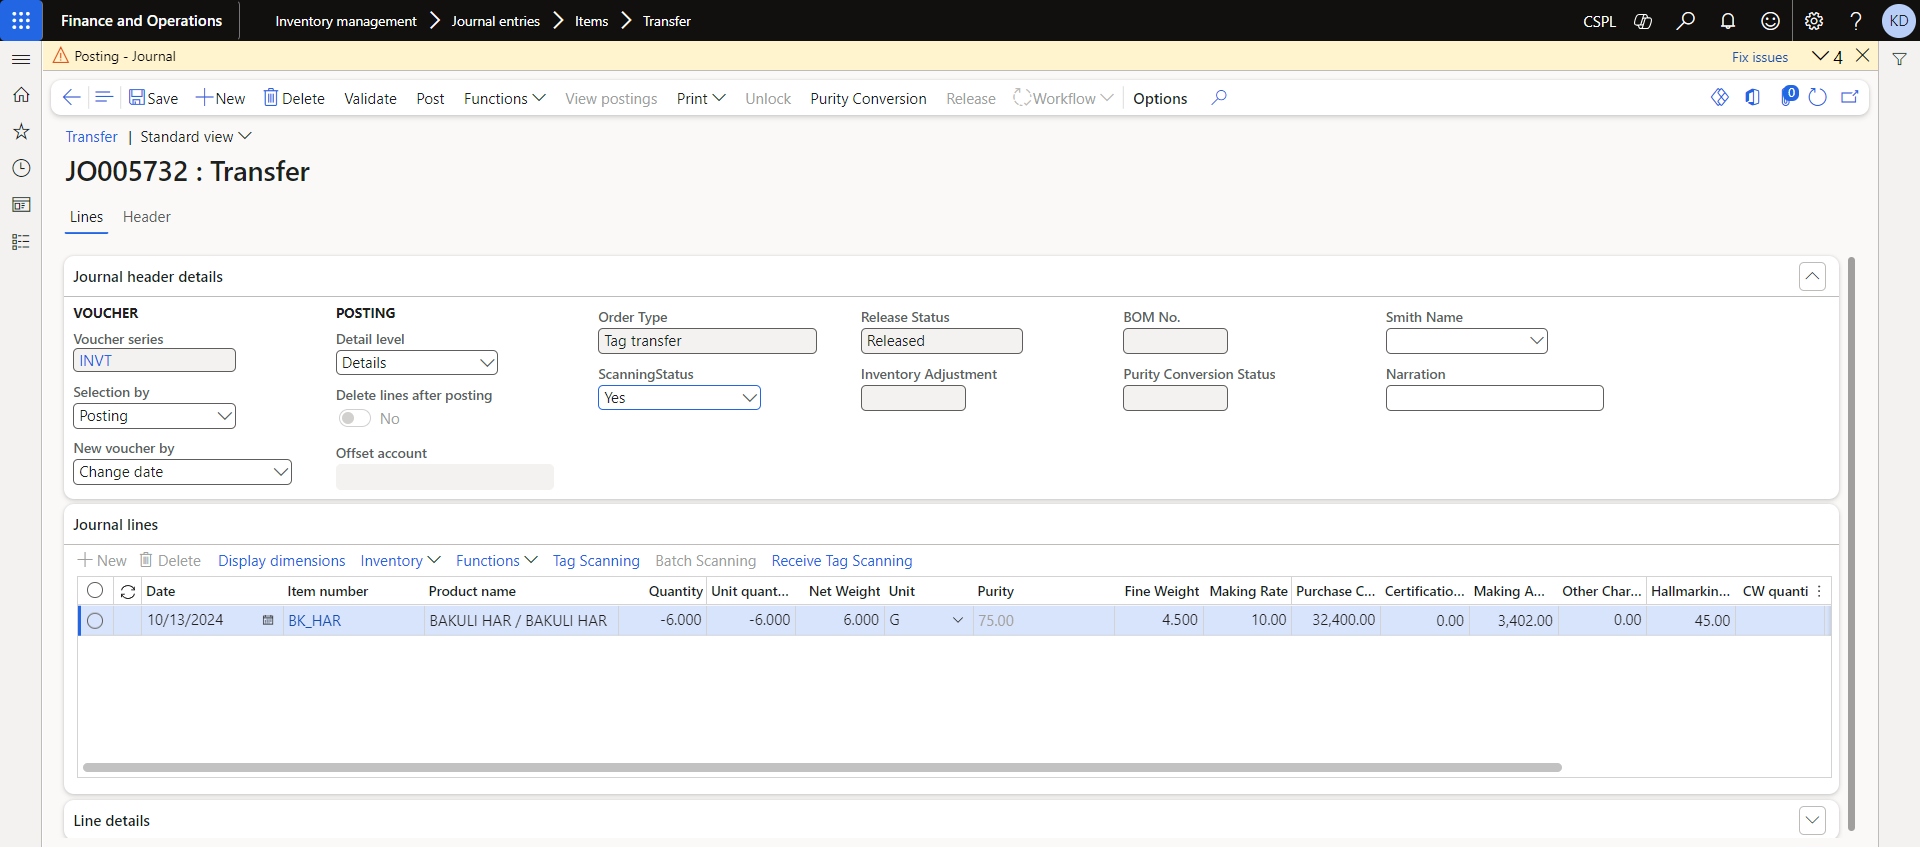 Finance and Operations
Inventory management > Journal entries > Items > Transfer
CSPL
?
KD
Posting - Journal
Fix issues
4
Save
New
Delete
Validate
Post
Functions
View postings
Print
Unlock
Purity Conversion
Release
Workflow
Options
0
Transfer | Standard view
JO005732 : Transfer
Lines
Header
Journal header details
VOUCHER
Voucher series
INVT
Selection by
Posting
New voucher by
Change date
POSTING
Detail level
Details
Delete lines after posting
No
Offset account
Order Type
Tag transfer
ScanningStatus
Yes
Release Status
Released
Inventory Adjustment
BOM No.
Purity Conversion Status
Smith Name
Narration
Journal lines
New
Delete
Display dimensions
Inventory
Functions
Tag Scanning
Batch Scanning
Receive Tag Scanning
Date Item number Product name Quantity Unit quant... Net Weight Unit Purity Fine Weight Making Rate Purchase C... Certificatio... Making A... Other Char... Hallmarkin... CW quanti
10/13/2024 BK_HAR BAKULI HAR / BAKULI HAR -6.000 -6.000 6.000 G 75.00 4.500 10.00 32,400.00 0.00 3,402.00 0.00 45.00
Line details